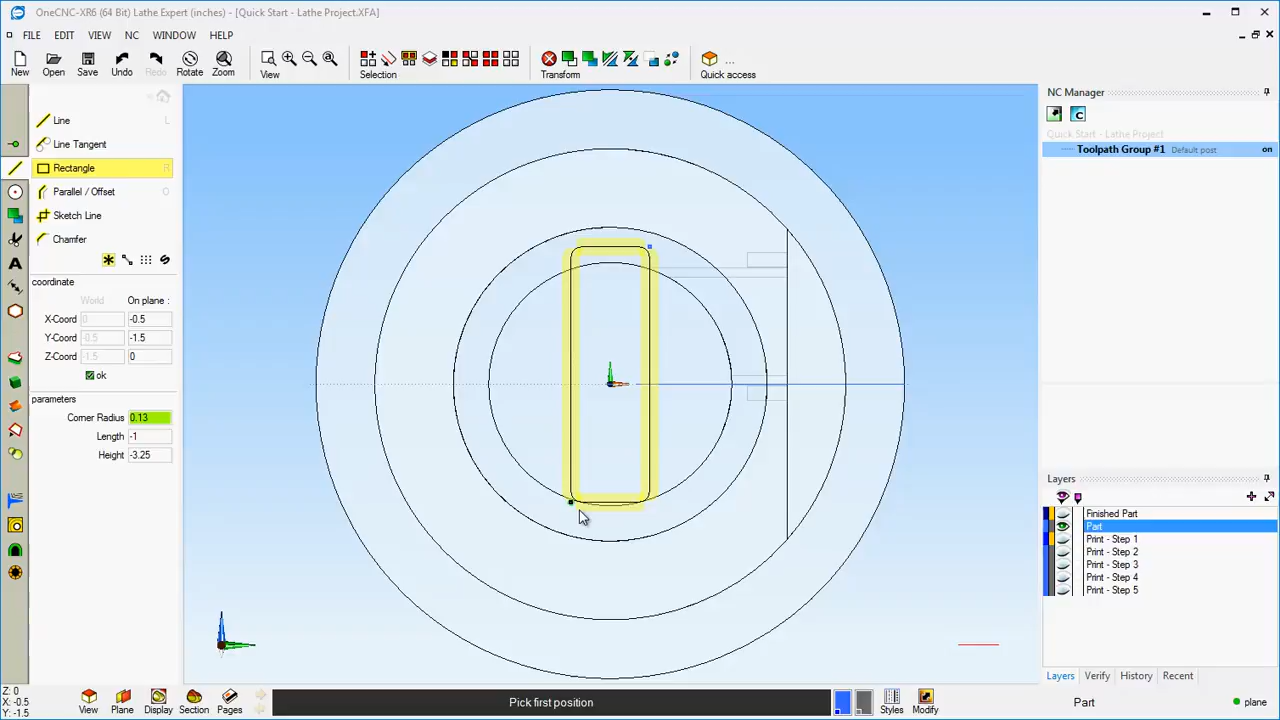 OneCNC-XR6 (64 Bit) Lathe Expert (inches) - [Quick Start - Lathe Project.XFA]
FILE EDIT VIEW NC WINDOW HELP
New Open Save Undo Redo Rotate Zoom View Selection Transform Quick access
...
Line L
Line Tangent
Rectangle R
Parallel / Offset O
Sketch Line
Chamfer
coordinate
World On plane :
X-Coord 0 -0.5
Y-Coord -0.5 -1.5
Z-Coord -1.5 0
ok
parameters
Corner Radius 0.13
Length -1
Height -3.25
A
NC Manager
C
Quick Start - Lathe Project
Toolpath Group #1 Default post on
Layers
Finished Part
Part
Print - Step 1
Print - Step 2
Print - Step 3
Print - Step 4
Print - Step 5
Layers Verify History Recent
Z: 0
X: -0.5
Y: -1.5
View Plane Display Section Pages
Pick first position
Styles Modify
Part
plane